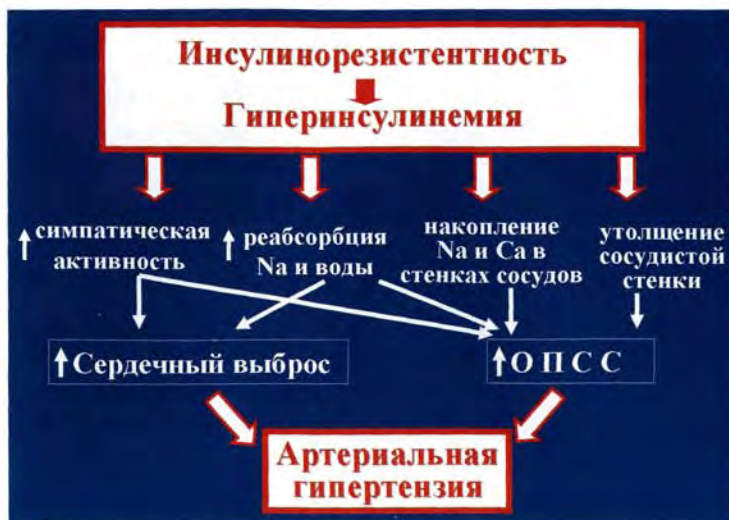 Инсулинорезистентность
Гиперинсулинемия
симпатическая
активность
реабсорбция
Na и воды
накопление
Na и Ca в
стенках сосудов
утолщение
сосудистой
стенки
Сердечный выброс
О П С С
Артериальная
гипертензия